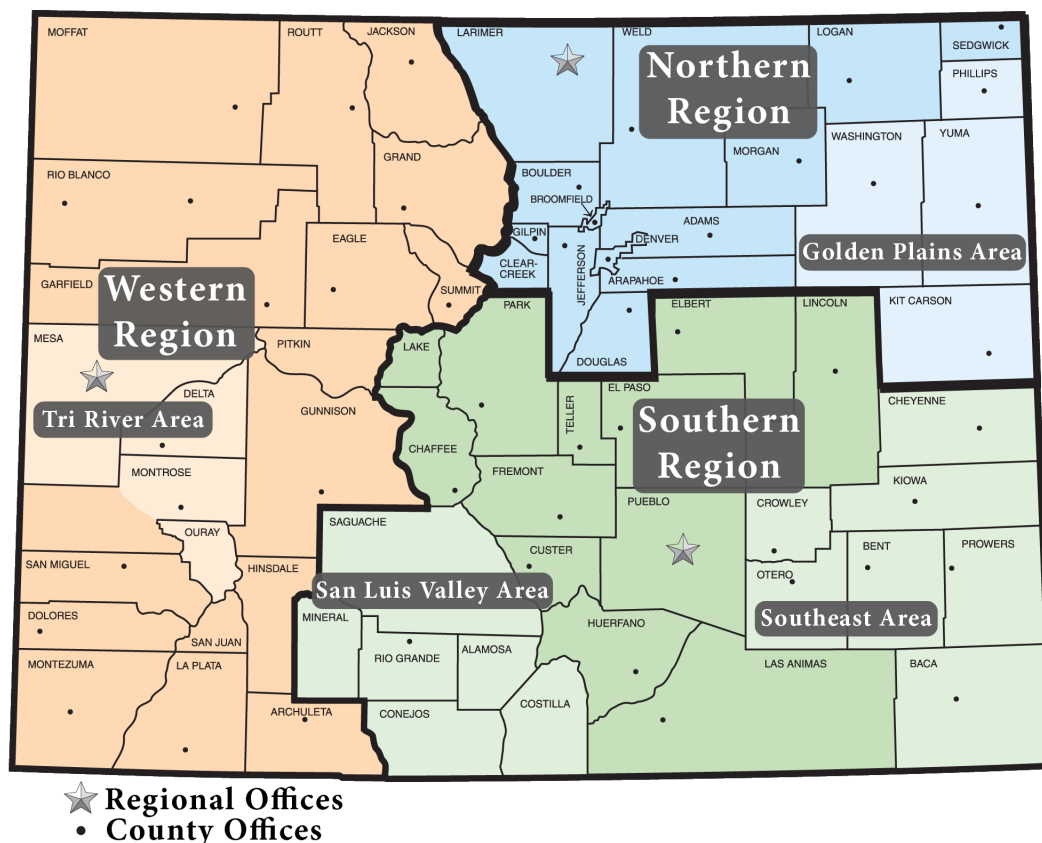 MOFFAT
ROUTT
JACKSON
LARIMER
WELD
LOGAN
SEDGWICK
PHILLIPS
Northern
Region
WASHINGTON
YUMA
GRAND
MORGAN
RIO BLANCO
BOULDER
BROOMFIELD
GILPIN
ADAMS
DENVER
EAGLE
CLEAR-
CREEK
JEFFERSON
ARAPAHOE
Golden Plains Area
GARFIELD
Western
Region
SUMMIT
PARK
ELBERT
LINCOLN
KIT CARSON
MESA
PITKIN
LAKE
DOUGLAS
DELTA
EL PASO
CHEYENNE
Tri River Area
GUNNISON
TELLER
Southern
Region
CHAFFEE
MONTROSE
FREMONT
KIOWA
PUEBLO
CROWLEY
SAGUACHE
OURAY
CUSTER
BENT
PROWERS
SAN MIGUEL
HINSDALE
OTERO
San Luis Valley Area
DOLORES
MINERAL
HUERFANO
Southeast Area
SAN JUAN
RIO GRANDE
ALAMOSA
MONTEZUMA
LA PLATA
LAS ANIMAS
BACA
ARCHULETA
CONEJOS
COSTILLA
Regional Offices
County Offices